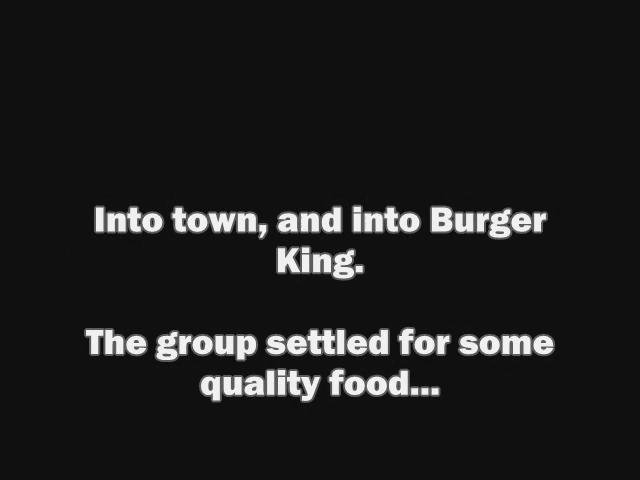 Into town, and into Burger
King.
The group settled for some
quality food...